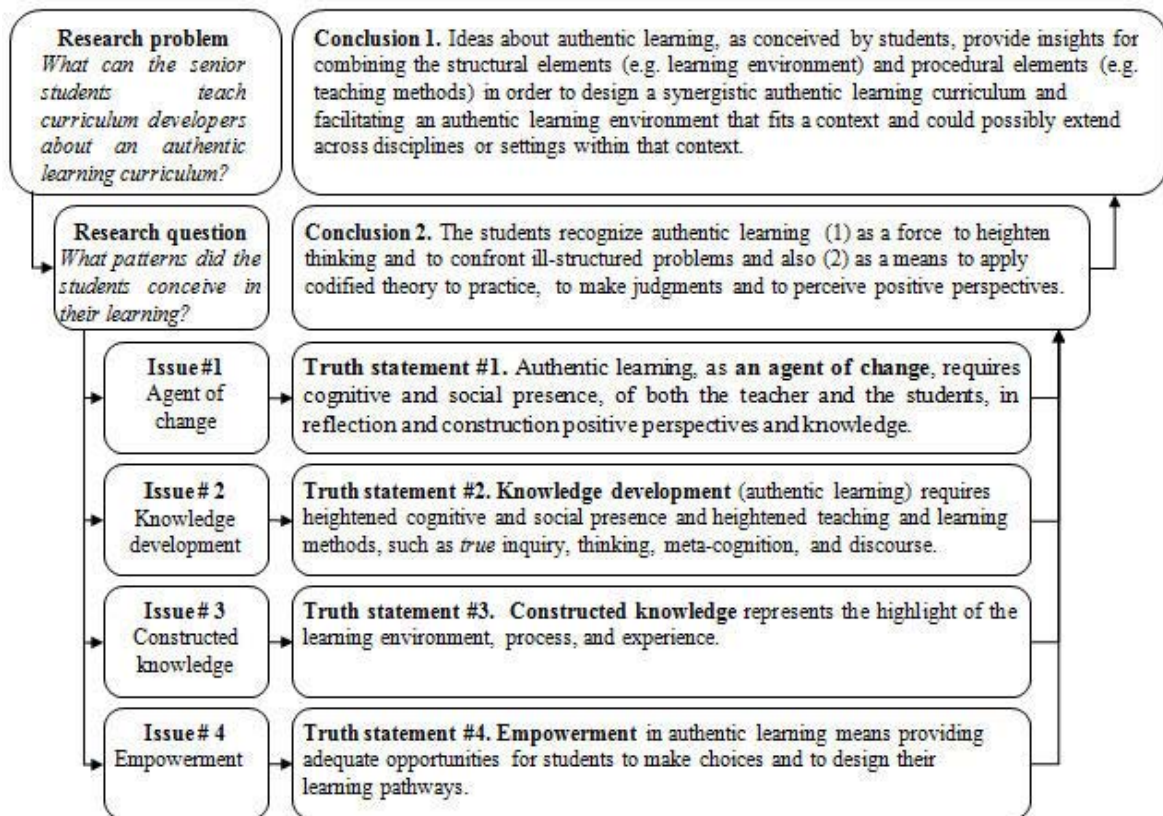 Research problem
What can the senior
students teach
curriculum developers
about an authentic
learning curriculum?
Conclusion 1. Ideas about authentic learning, as conceived by students, provide insights for
combining the structural elements (e.g. learning environment) and procedural elements (e.g.
teaching methods) in order to design a synergistic authentic learning curriculum and
facilitating an authentic learning environment that fits a context and could possibly extend
across disciplines or settings within that context.
Research question
What patterns did the
students conceive in
their learning?
Conclusion 2. The students recognize authentic learning (1) as a force to heighten
thinking and to confront ill-structured problems and also (2) as a means to apply
codified theory to practice, to make judgments and to perceive positive perspectives.
Issue #1
Agent of
change
Truth statement #1. Authentic learning, as an agent of change, requires
cognitive and social presence, of both the teacher and the students, in
reflection and construction positive perspectives and knowledge.
Issue # 2
Knowledge
development
Truth statement #2. Knowledge development (authentic learning) requires
heightened cognitive and social presence and heightened teaching and learning
methods, such as true inquiry, thinking, meta-cognition, and discourse.
Issue # 3
Constructed
knowledge
Truth statement #3. Constructed knowledge represents the highlight of the
learning environment, process, and experience.
Issue # 4
Empowerment
Truth statement #4. Empowerment in authentic learning means providing
adequate opportunities for students to make choices and to design their
learning pathways.